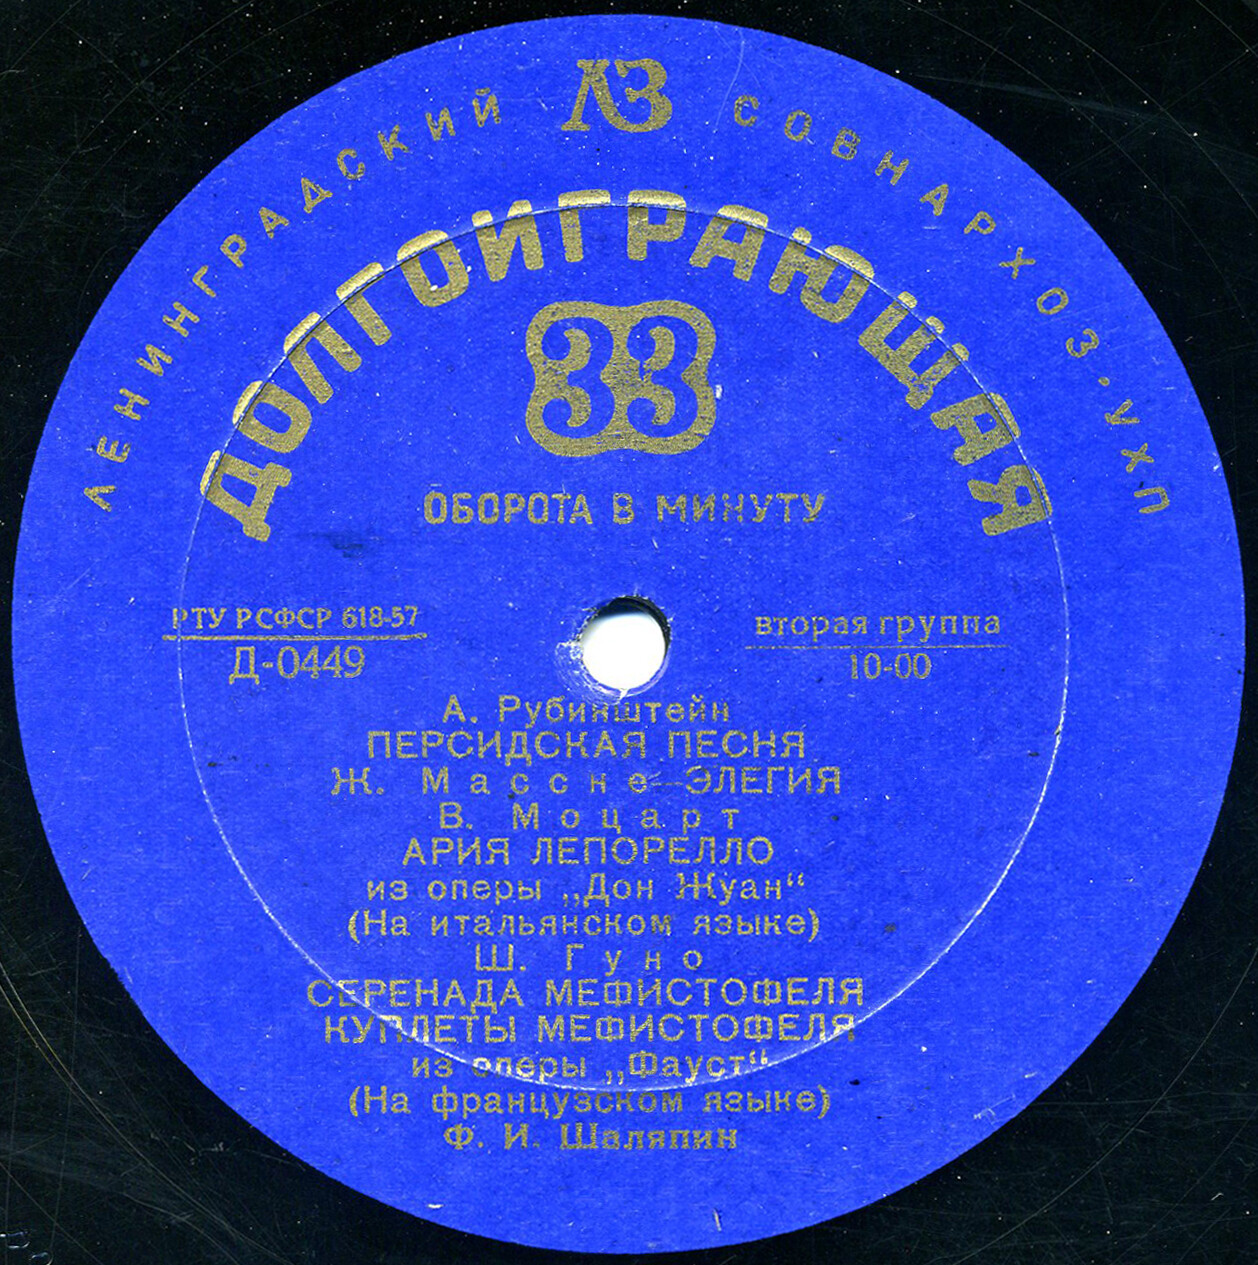 ЛЕНИНГРАДСКИЙ ЛЗ СОВНАРХОЗ • УХП
ДОЛГОИГРАЮЩАЯ
33
ОБОРОТА В МИНУТУ
РТУ РСФСР 618-57
Д-0449
вторая группа
10-00
А. Рубинштейн
ПЕРСИДСКАЯ ПЕСНЯ
Ж. Массне—ЭЛЕГИЯ
В. Моцарт
АРИЯ ЛЕПОРЕЛЛО
из оперы „Дон Жуан“
(На итальянском языке)
Ш. Гуно
СЕРЕНАДА МЕФИСТОФЕЛЯ
КУПЛЕТЫ МЕФИСТОФЕЛЯ
из оперы „Фауст“
(На французском языке)
Ф. И. Шаляпин